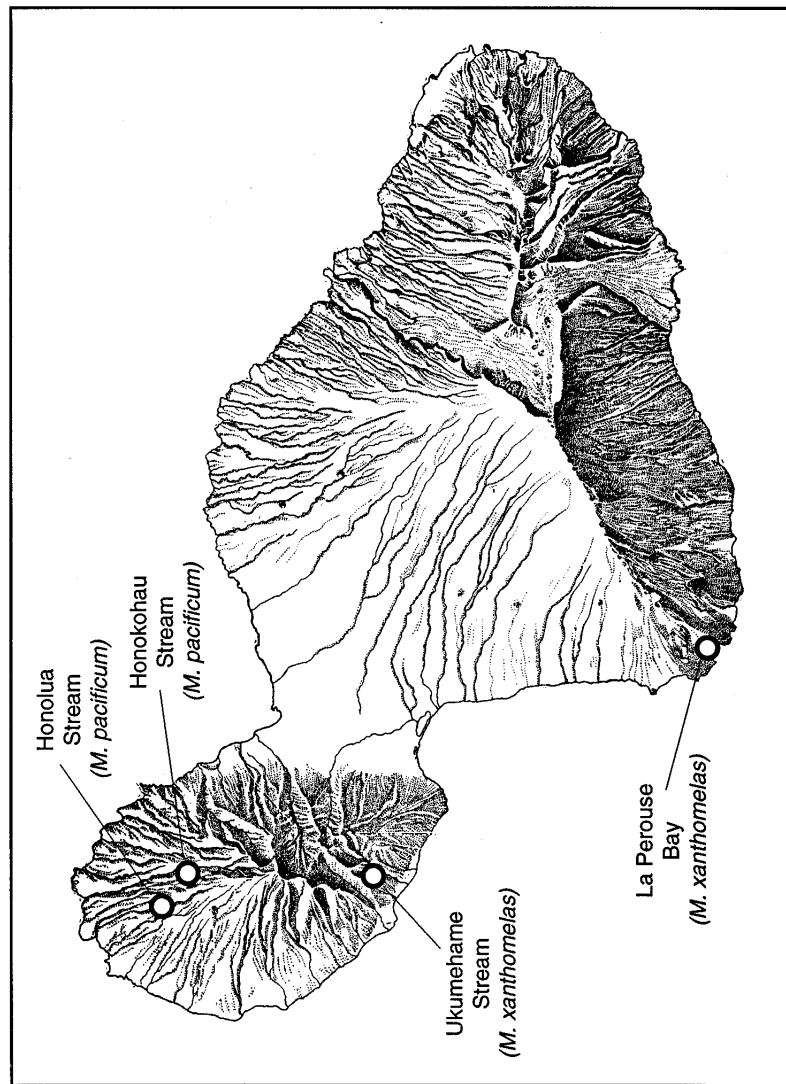 Honolua
Stream
(M. pacificum)
Honokohau
Stream
(M. pacificum)
Ukumehame
Stream
(M. xanthomelas)
La Perouse
Bay
(M. xanthomelas)